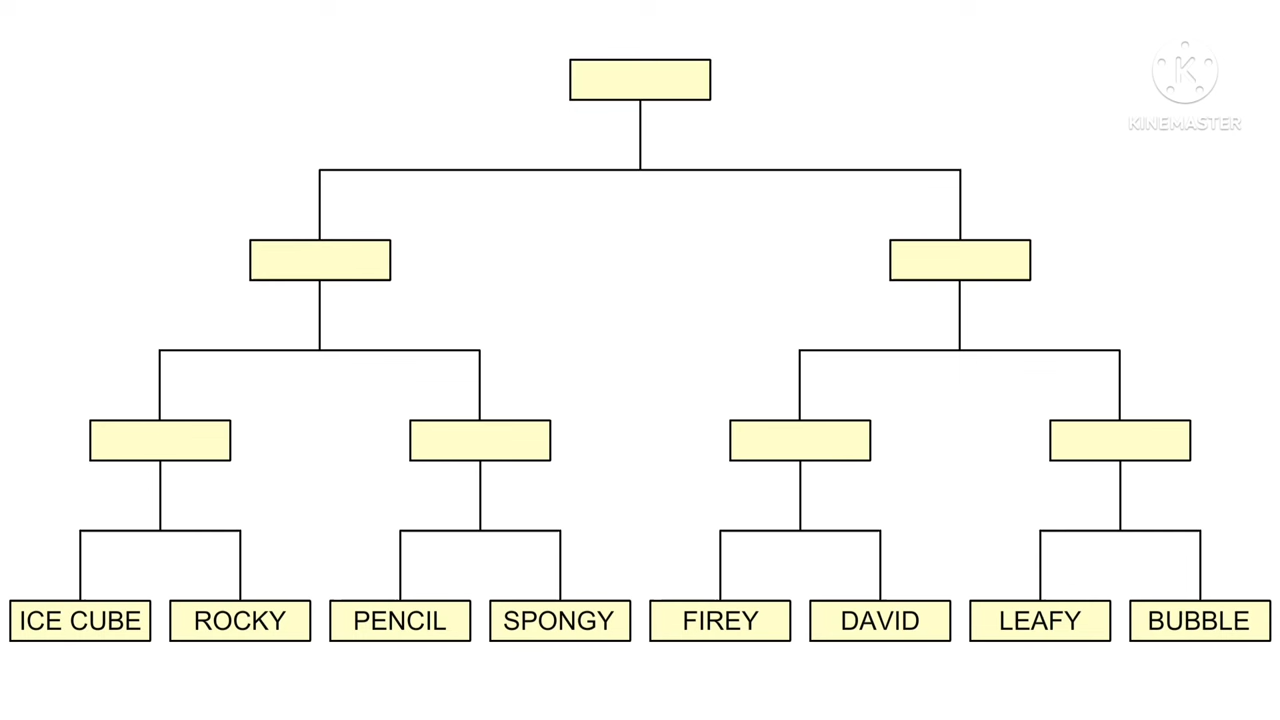 KINEMASTER
ICE CUBE
ROCKY
PENCIL
SPONGY
FIREY
DAVID
LEAFY
BUBBLE